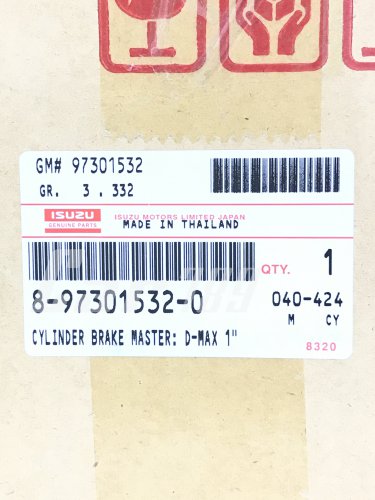 GM# 97301532
GR. 3 . 332
ISUZU
GENUINE PARTS
ISUZU MOTORS LIMITED JAPAN
MADE IN THAILAND
QTY. 1
8-97301532-0
040-424
M CY
CYLINDER BRAKE MASTER: D-MAX 1"
8320